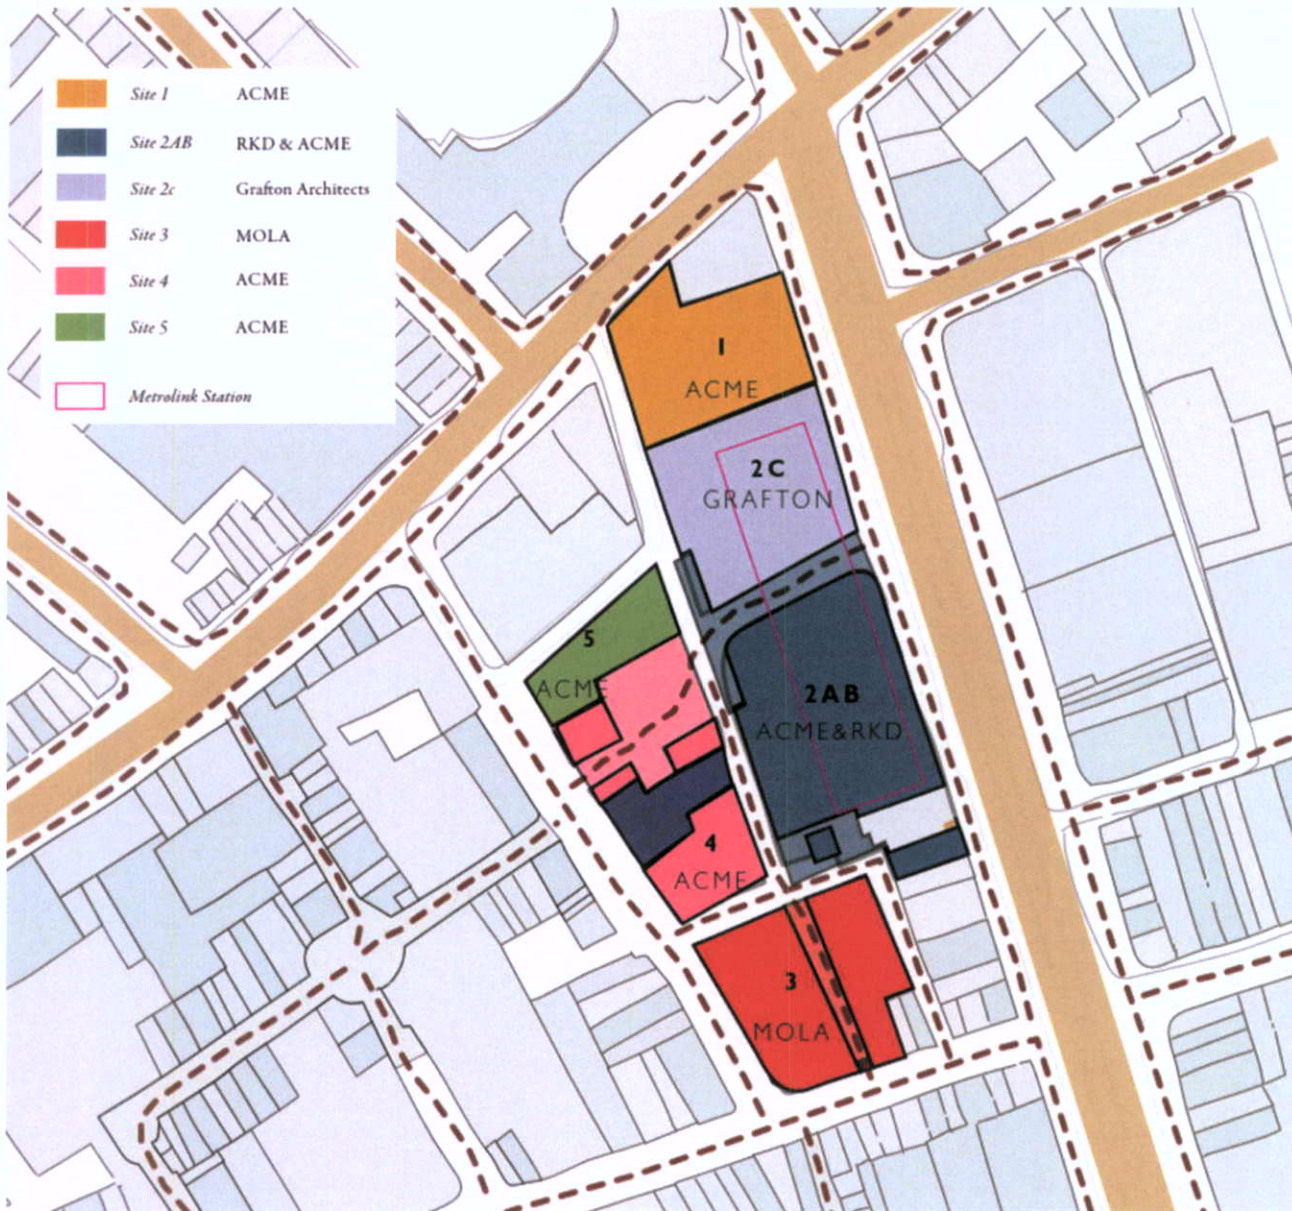 Site 1 ACME
Site 2AB RKD & ACME
Site 2c Grafton Architects
Site 3 MOLA
Site 4 ACME
Site 5 ACME
Metrolink Station
1
ACME
2C
GRAFTON
5
ACME
2AB
ACME&RKD
4
ACME
3
MOLA